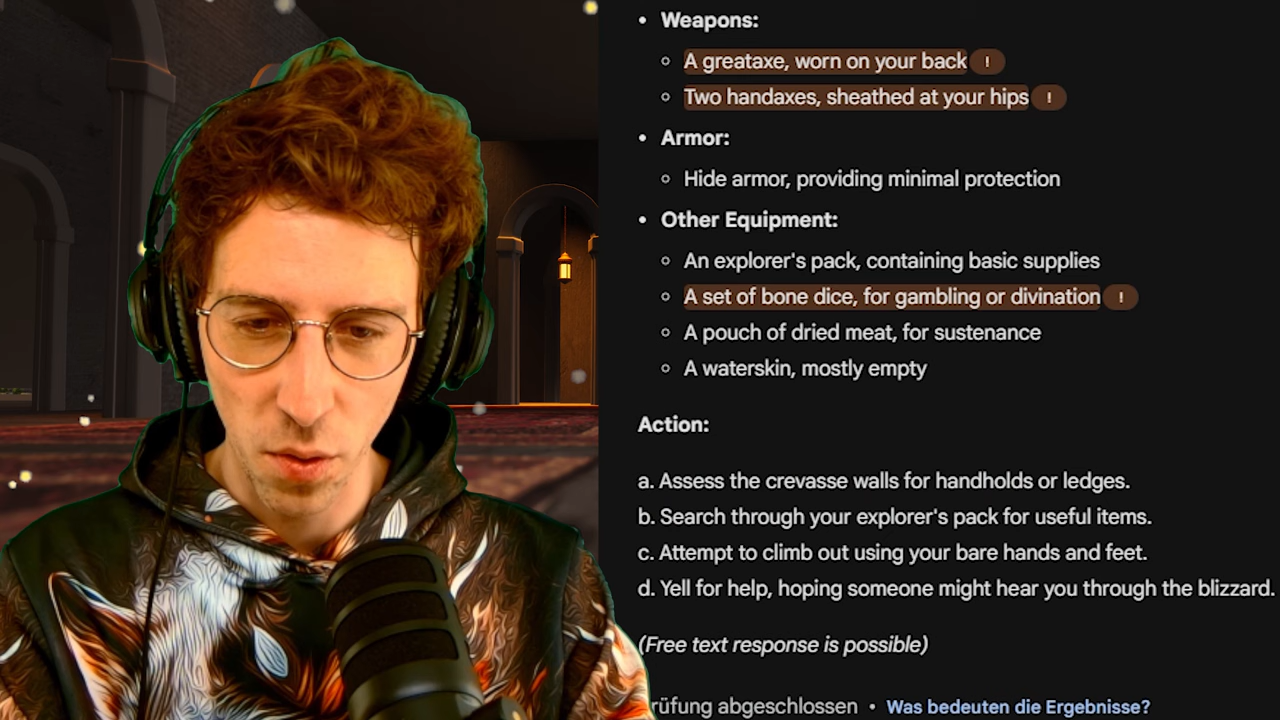 • Weapons:
◦ A greataxe, worn on your back !
◦ Two handaxes, sheathed at your hips !
• Armor:
◦ Hide armor, providing minimal protection
• Other Equipment:
◦ An explorer's pack, containing basic supplies
◦ A set of bone dice, for gambling or divination !
◦ A pouch of dried meat, for sustenance
◦ A waterskin, mostly empty
Action:
a. Assess the crevasse walls for handholds or ledges.
b. Search through your explorer's pack for useful items.
c. Attempt to climb out using your bare hands and feet.
d. Yell for help, hoping someone might hear you through the blizzard.
(Free text response is possible)
rüfung abgeschlossen • Was bedeuten die Ergebnisse?